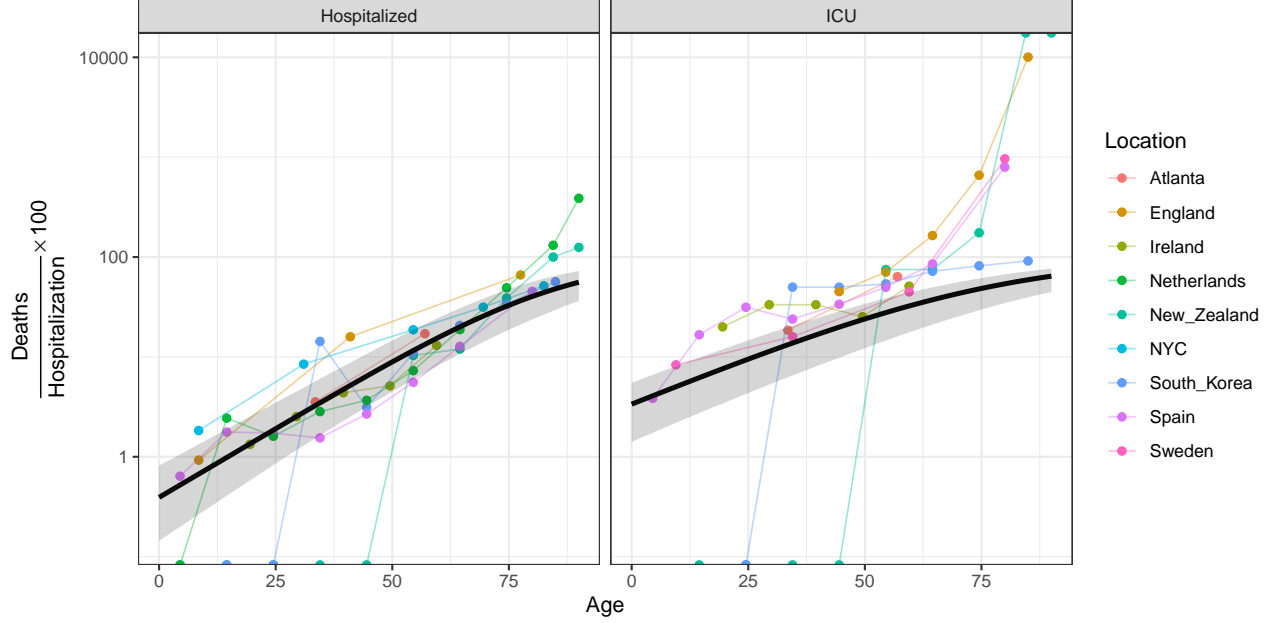 Hospitalized
ICU
10000
100
1
Deaths
Hospitalization
×100
0
25
50
75
0
25
50
75
Age
Location
Atlanta
England
Ireland
Netherlands
New_Zealand
NYC
South_Korea
Spain
Sweden